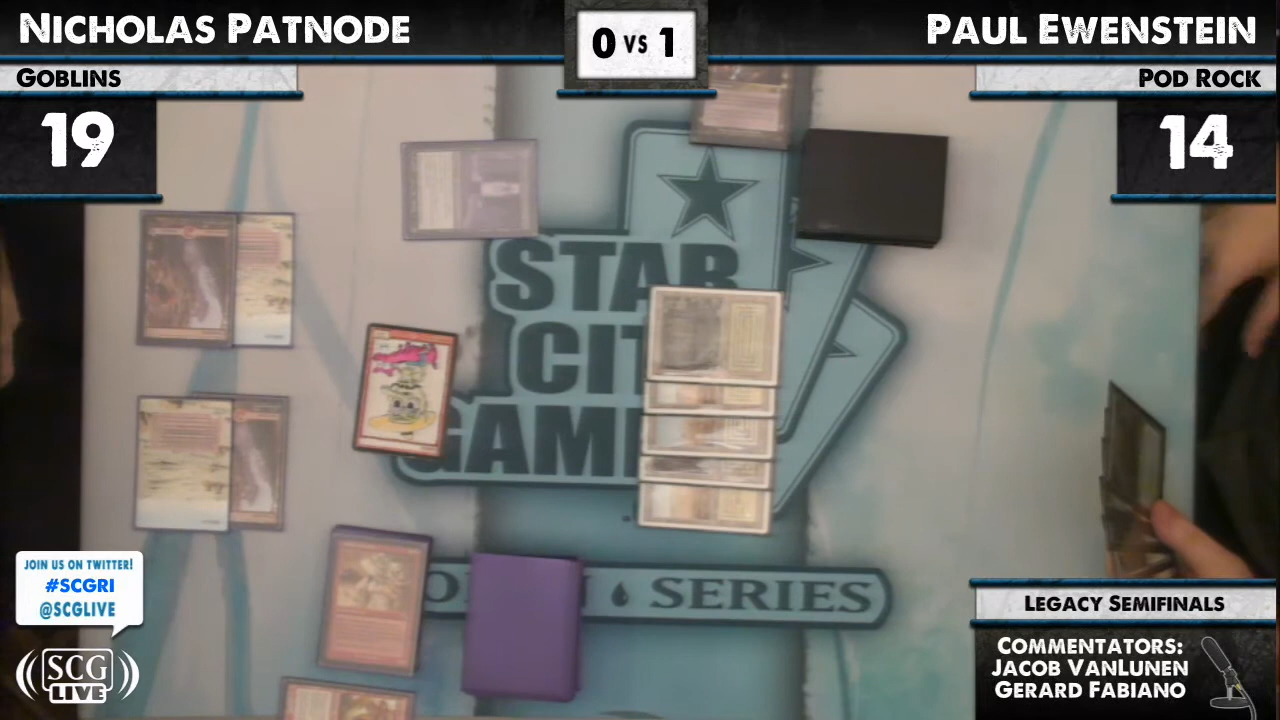 NICHOLAS PATNODE
0 VS 1
PAUL EWENSTEIN
GOBLINS
POD ROCK
19
14
STAR
CIT
GAM
SERIES
JOIN US ON TWITTER!
#SCGRI
@SCGLIVE
SCG
LIVE
LEGACY SEMIFINALS
COMMENTATORS:
JACOB VANLUNEN
GERARD FABIANO